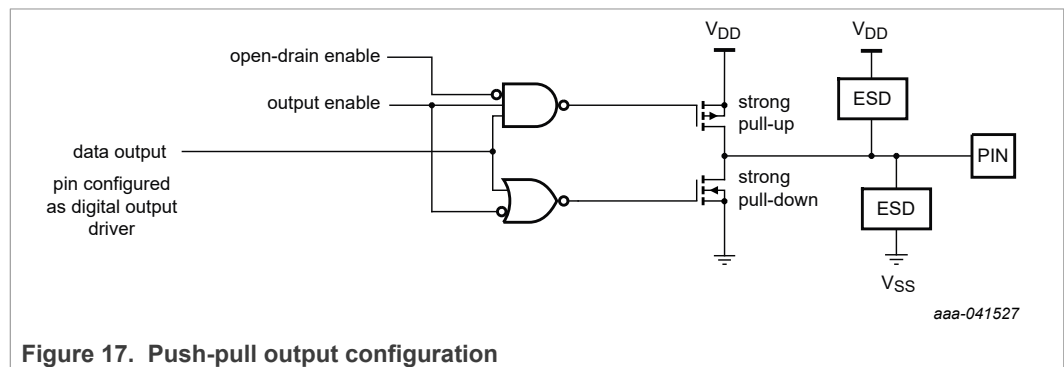 V_DD
V_DD
open-drain enable
ESD
output enable
strong
pull-up
data output
PIN
pin configured
as digital output
driver
strong
pull-down
ESD
V_SS
aaa-041527
Figure 17. Push-pull output configuration